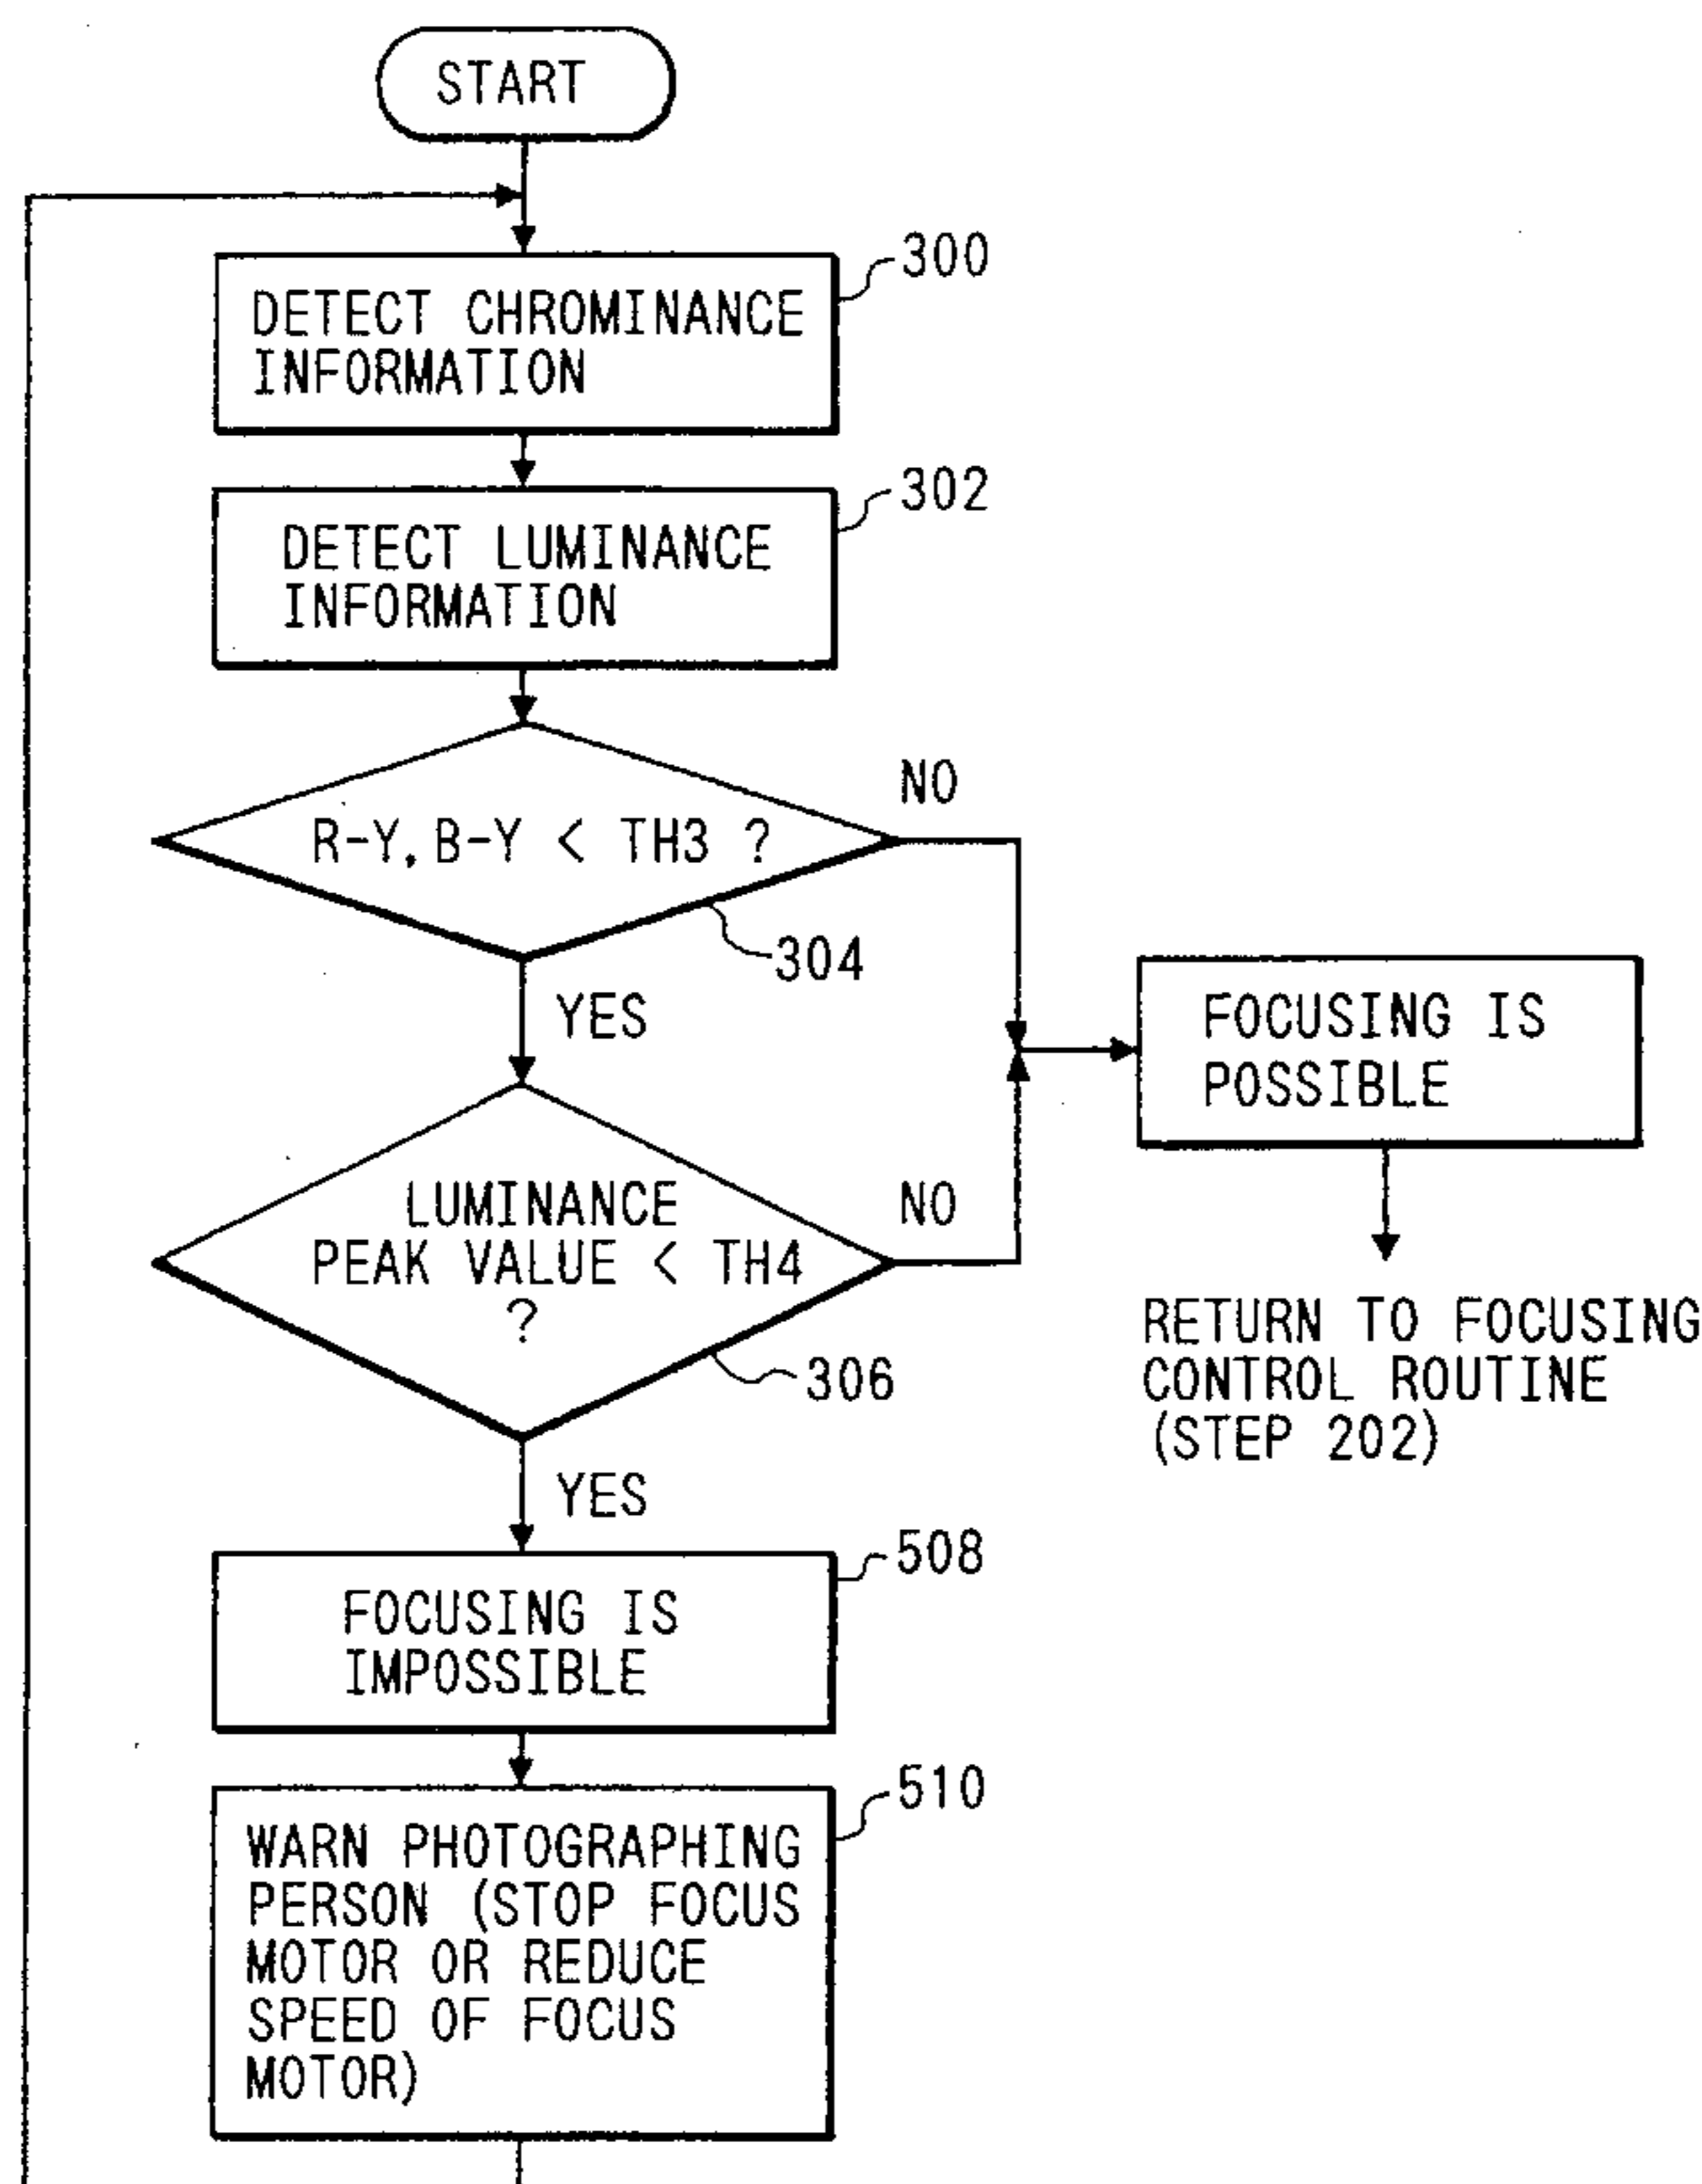 START
300
DETECT CHROMINANCE
INFORMATION
302
DETECT LUMINANCE
INFORMATION
NO
R-Y, B-Y < TH3 ?
304
YES
FOCUSING IS
POSSIBLE
NO
LUMINANCE
PEAK VALUE < TH4
?
306
RETURN TO FOCUSING
CONTROL ROUTINE
(STEP 202)
YES
508
FOCUSING IS
IMPOSSIBLE
510
WARN PHOTOGRAPHING
PERSON (STOP FOCUS
MOTOR OR REDUCE
SPEED OF FOCUS
MOTOR)